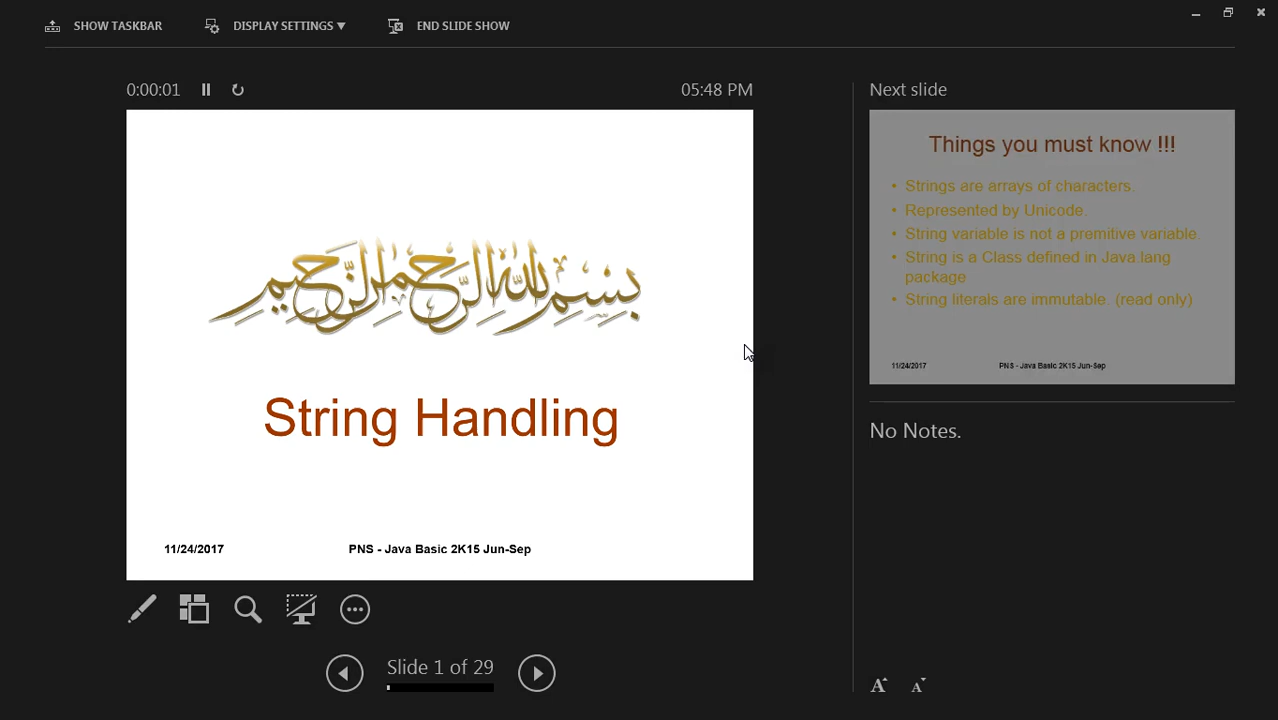 SHOW TASKBAR
DISPLAY SETTINGS ▼
END SLIDE SHOW
0:00:01
05:48 PM
بسم الله الرحمن الرحيم
String Handling
11/24/2017
PNS - Java Basic 2K15 Jun-Sep
Slide 1 of 29
Next slide
Things you must know !!!
• Strings are arrays of characters.
• Represented by Unicode.
• String variable is not a premitive variable.
• String is a Class defined in Java.lang
package
• String literals are immutable. (read only)
11/24/2017
PNS - Java Basic 2K15 Jun-Sep
No Notes.
A A